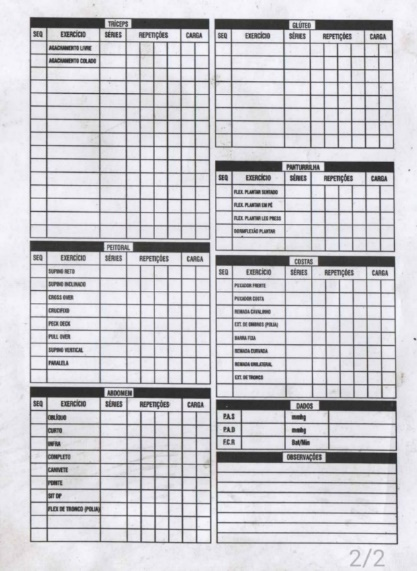 TRÍCEPS
SEQ EXERCÍCIO SÉRIES REPETIÇÕES CARGA
AGACHAMENTO LIVRE
AGACHAMENTO COLADO
PEITORAL
SEQ EXERCÍCIO SÉRIES REPETIÇÕES CARGA
SUPINO RETO
SUPINO INCLINADO
CROSS OVER
CRUCIFIXO
PECK DECK
PULL OVER
SUPINO VERTICAL
PARALELA
ABDOMEM
SEQ EXERCÍCIO SÉRIES REPETIÇÕES CARGA
OBLÍQUO
CURTO
INFRA
COMPLETO
CANIVETE
PONTE
SIT UP
FLEX DE TRONCO (POLIA)
GLÚTEO
SEQ EXERCÍCIO SÉRIES REPETIÇÕES CARGA
PANTURRILHA
SEQ EXERCÍCIO SÉRIES REPETIÇÕES CARGA
FLEX. PLANTAR SENTADO
FLEX. PLANTAR EM PÉ
FLEX. PLANTAR LEG PRESS
DORSIFLEXÃO PLANTAR
COSTAS
SEQ EXERCÍCIO SÉRIES REPETIÇÕES CARGA
PUXADOR FRENTE
PUXADOR COSTA
REMADA CAVALINHO
EXT. DE OMBROS (POLIA)
BARRA FIXA
REMADA CURVADA
REMADA UNILATERAL
EXT. DE TRONCO
DADOS
P.A.S mmhg
P.A.D mmhg
F.C.R Bat/Min
OBSERVAÇÕES
2/2